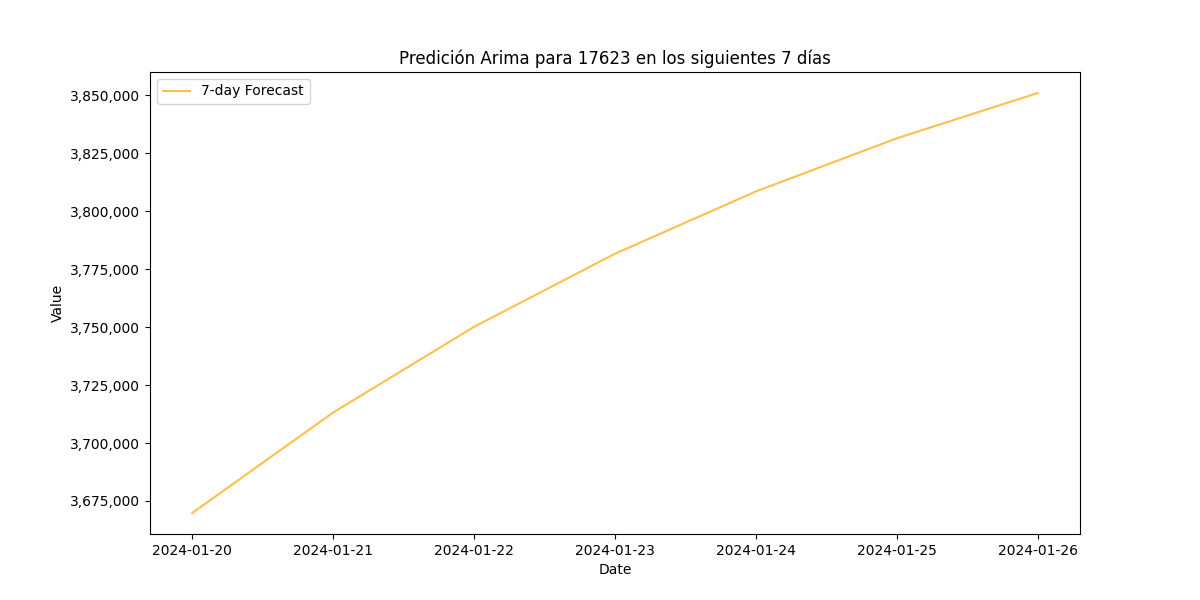 Predición Arima para 17623 en los siguientes 7 días
7-day Forecast
Value
3,850,000
3,825,000
3,800,000
3,775,000
3,750,000
3,725,000
3,700,000
3,675,000
2024-01-20 2024-01-21 2024-01-22 2024-01-23 2024-01-24 2024-01-25 2024-01-26
Date